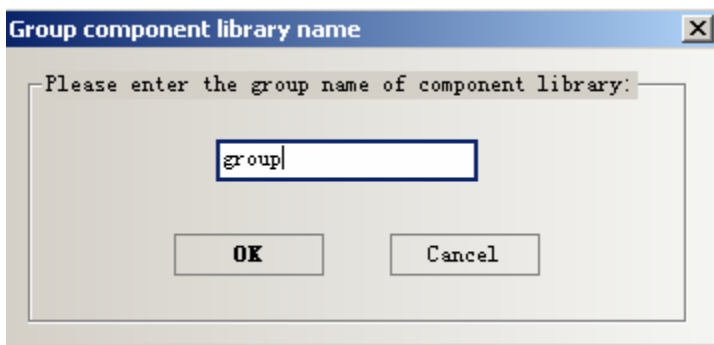 Group component library name
Please enter the group name of component library:
group
OK
Cancel